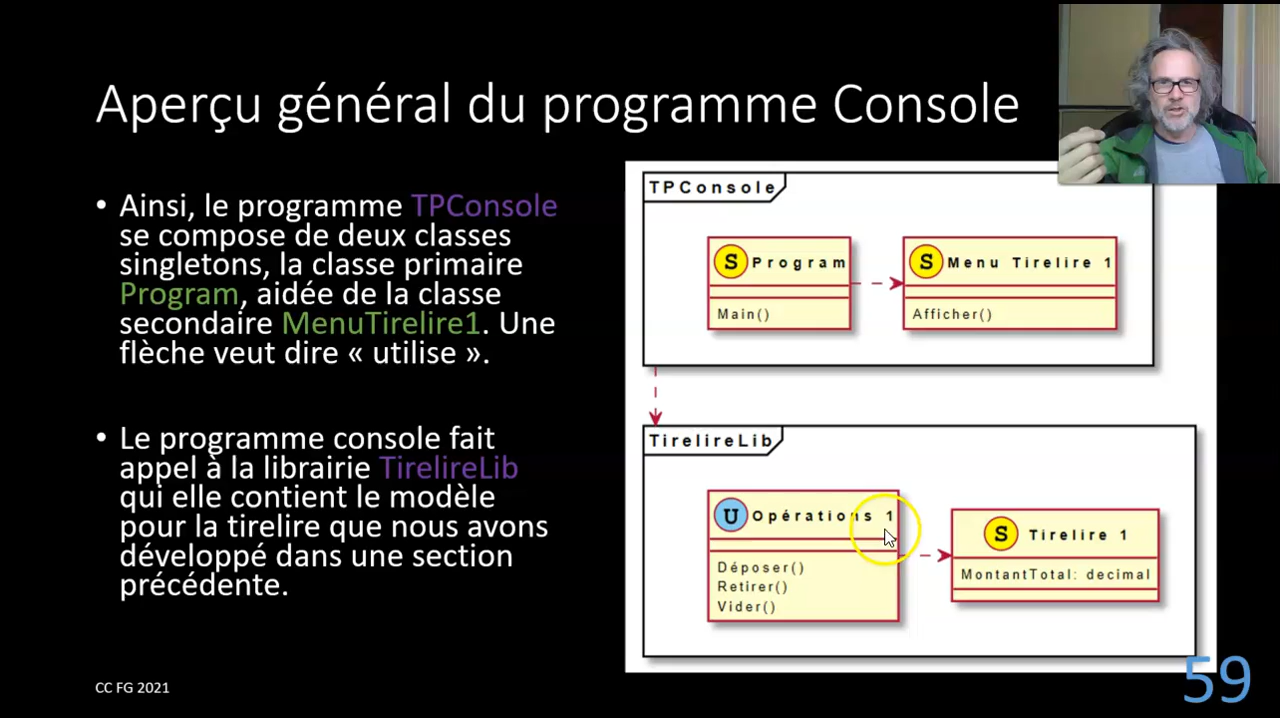 Aperçu général du programme Console
• Ainsi, le programme TPConsole
se compose de deux classes
singletons, la classe primaire
Program, aidée de la classe
secondaire MenuTirelire1. Une
flèche veut dire « utilise ».
• Le programme console fait
appel à la librairie TirelireLib
qui elle contient le modèle
pour la tirelire que nous avons
développé dans une section
précédente.
TPConsole
S Program
Main()
S Menu Tirelire 1
Afficher()
TirelireLib
U Opérations 1
Déposer()
Retirer()
Vider()
S Tirelire 1
MontantTotal: decimal
CC FG 2021
59